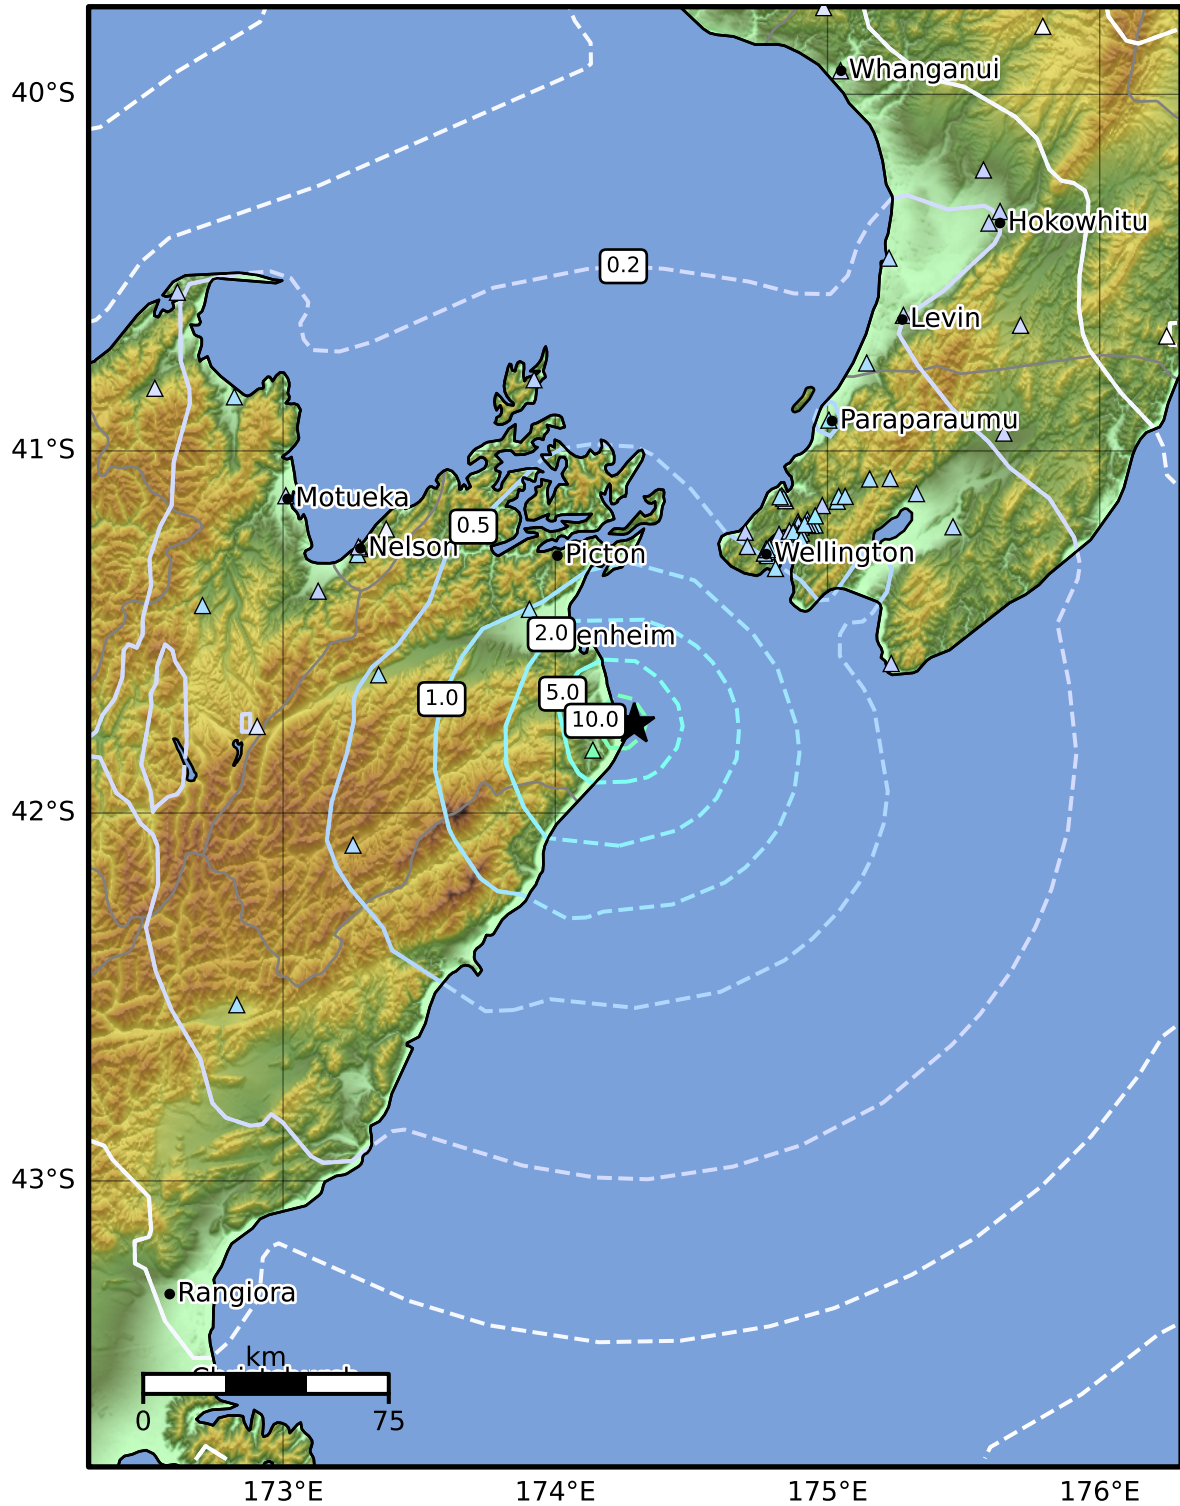 40°S
Whanganui
Hokowhitu
0.2
Levin
Paraparaumu
41°S
Motueka
0.5
Nelson
Picton
Wellington
2.0
enheim
1.0
5.0
10.0
42°S
43°S
Rangiora
km
0
75
173°E
174°E
175°E
176°E